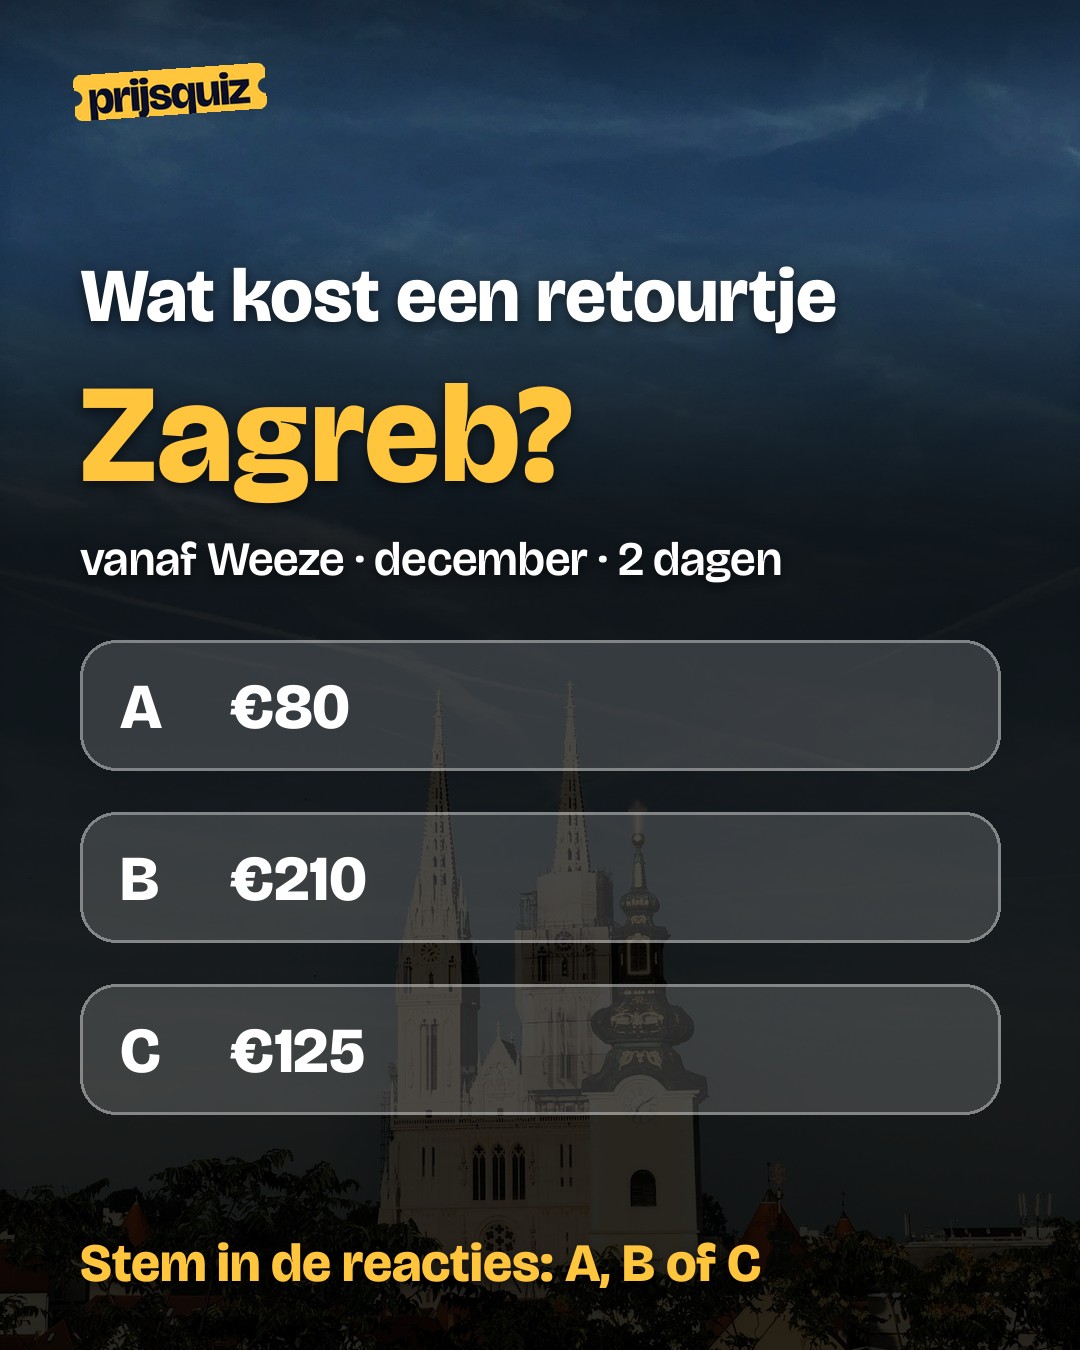 prijsquiz
Wat kost een retourtje
Zagreb?
vanaf Weeze · december · 2 dagen
A €80
B €210
C €125
Stem in de reacties: A, B of C